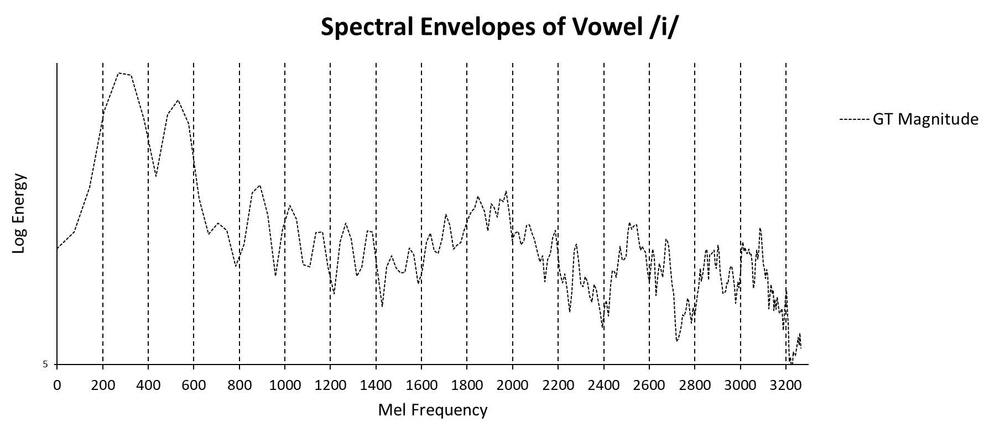 Spectral Envelopes of Vowel /i/
GT Magnitude
Log Energy
5
0 200 400 600 800 1000 1200 1400 1600 1800 2000 2200 2400 2600 2800 3000 3200
Mel Frequency